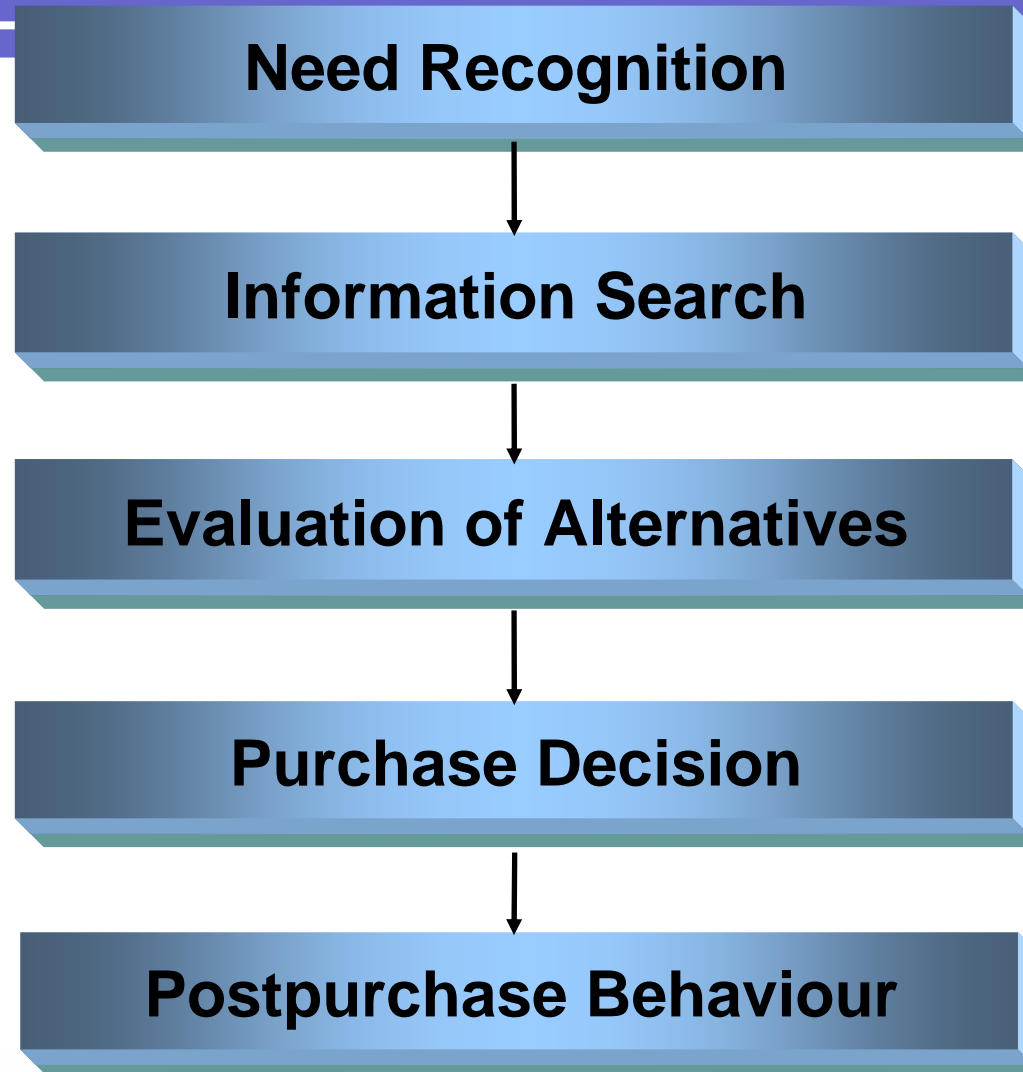 Need Recognition
Information Search
Evaluation of Alternatives
Purchase Decision
Postpurchase Behaviour